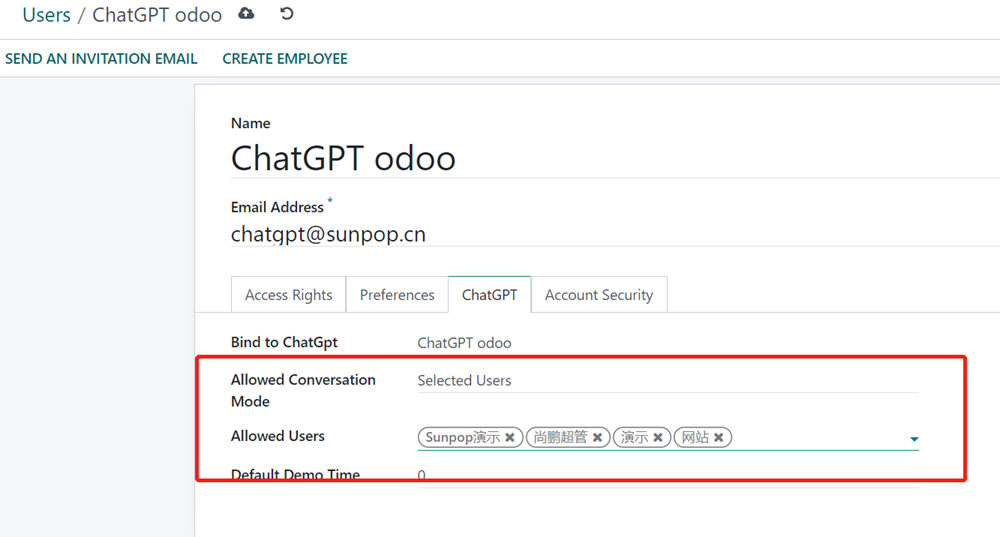 Users / ChatGPT odoo
SEND AN INVITATION EMAIL CREATE EMPLOYEE
Name
ChatGPT odoo
Email Address *
chatgpt@sunpop.cn
Access Rights Preferences ChatGPT Account Security
Bind to ChatGpt ChatGPT odoo
Allowed Conversation Selected Users
Mode
Allowed Users Sunpop演示 尚鹏超管 演示 网站
Default Demo Time 0